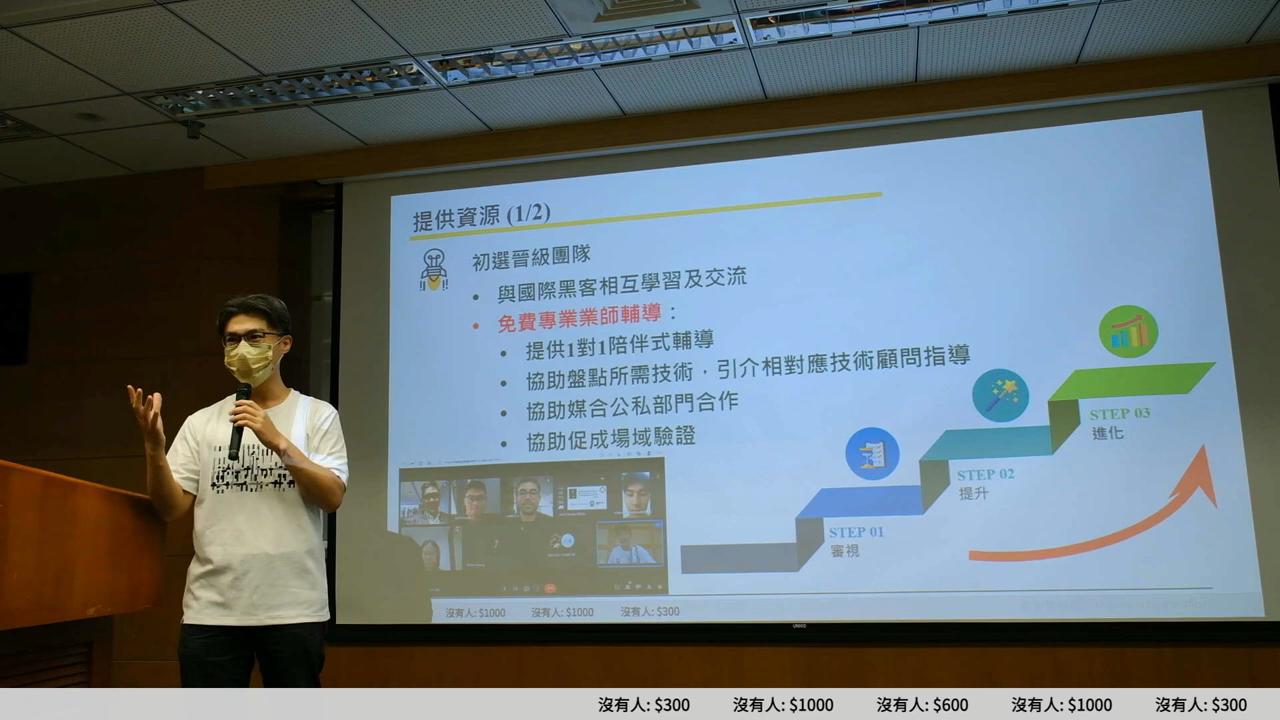 提供資源 (1/2)
初選晉級團隊
• 與國際黑客相互學習及交流
• 免費專業業師輔導：
• 提供1對1陪伴式輔導
• 協助盤點所需技術，引介相對應技術顧問指導
• 協助媒合公私部門合作
• 協助促成場域驗證
STEP 03
進化
STEP 02
提升
STEP 01
審視
沒有人: $1000 沒有人: $1000 沒有人: $300
沒有人: $300 沒有人: $1000 沒有人: $600 沒有人: $1000 沒有人: $300